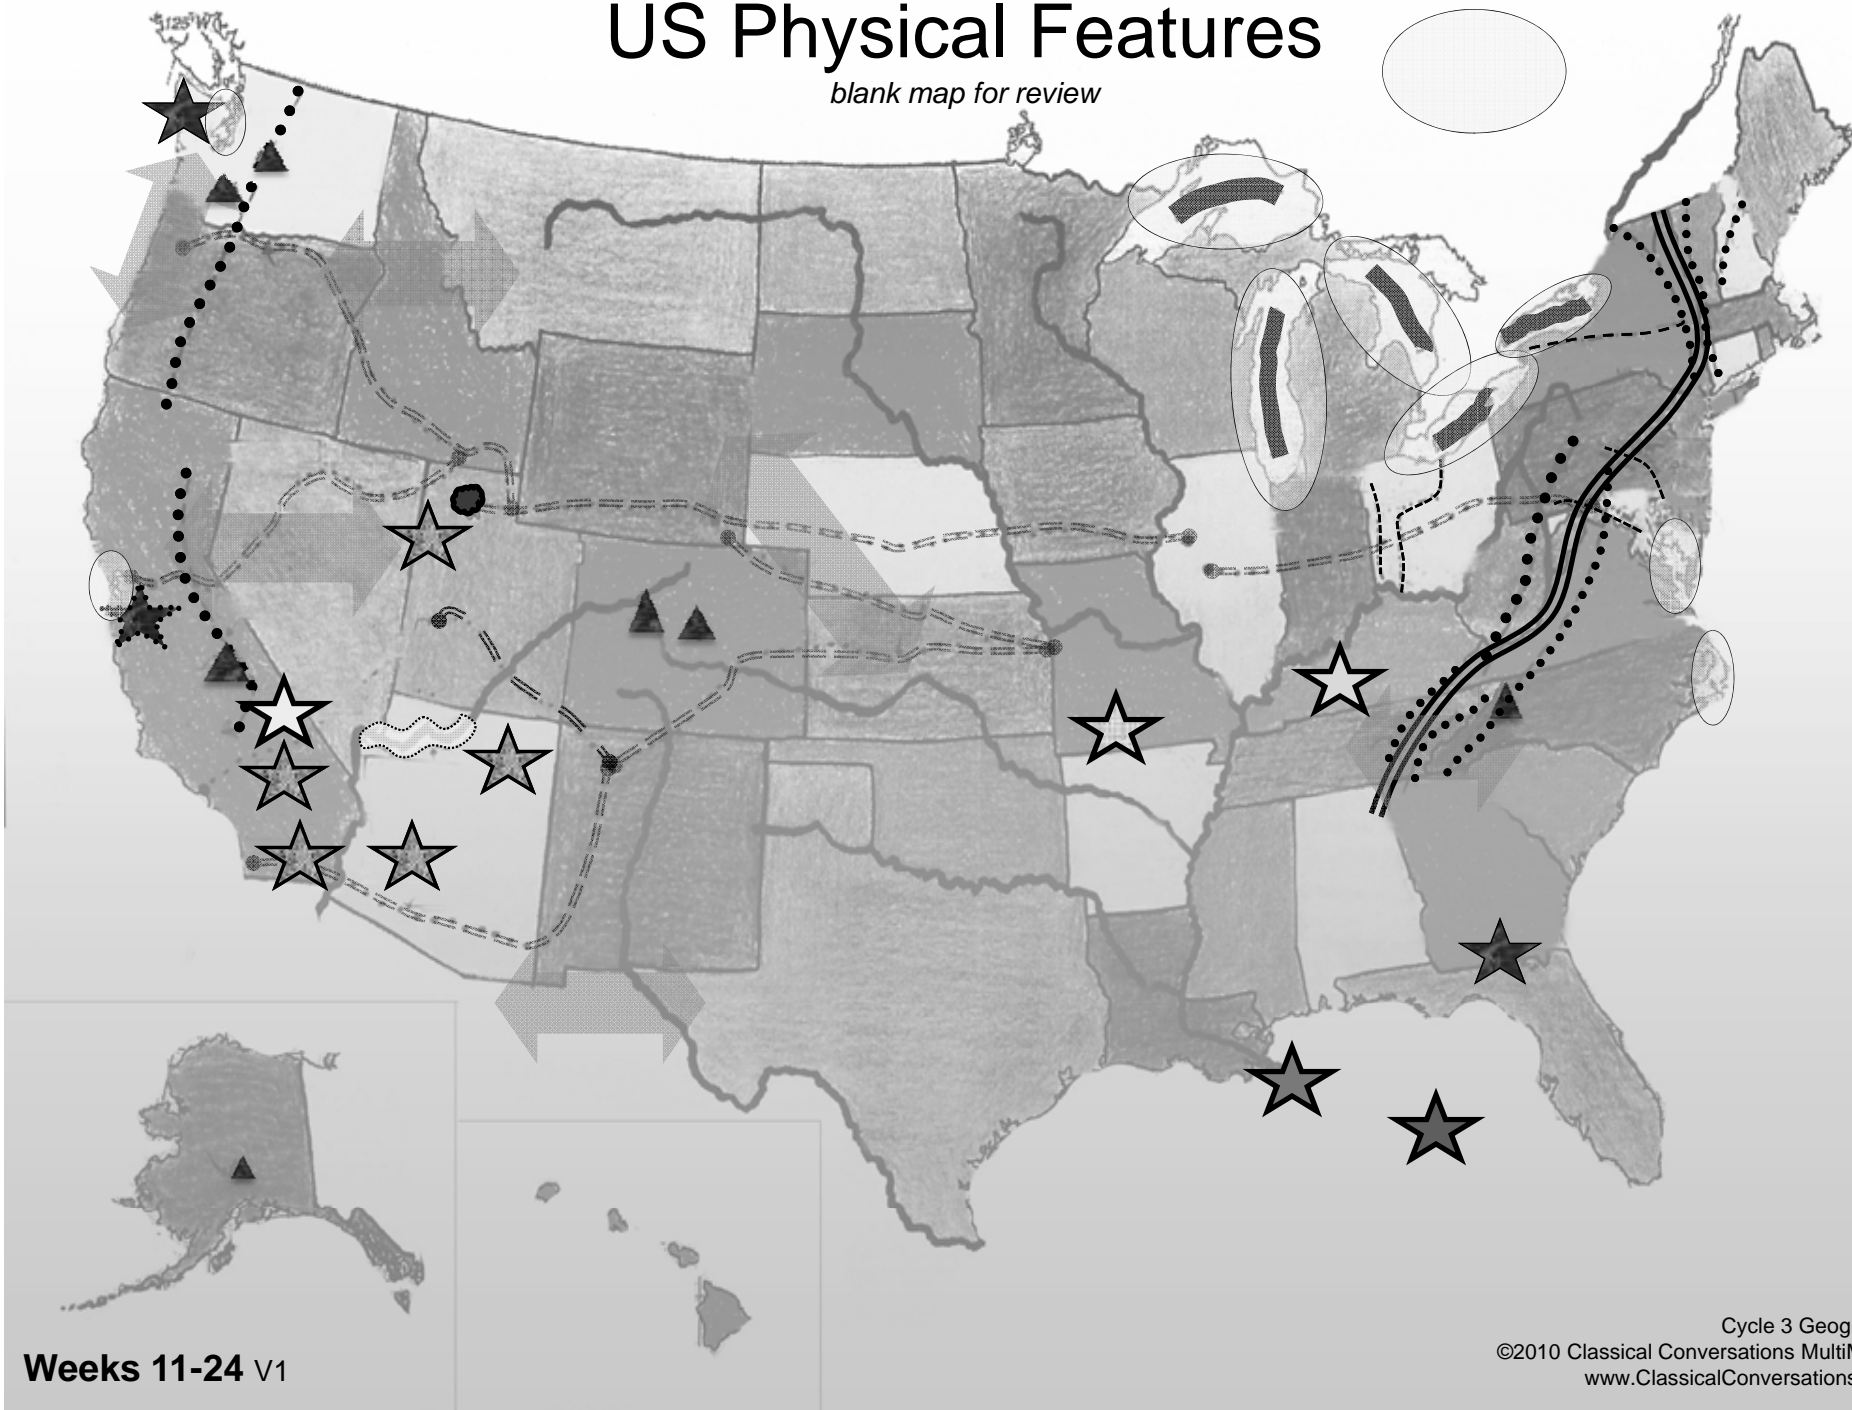 125°W
US Physical Features
blank map for review
Weeks 11-24 V1
Cycle 3 Geog
©2010 Classical Conversations MultiM
www.ClassicalConversations